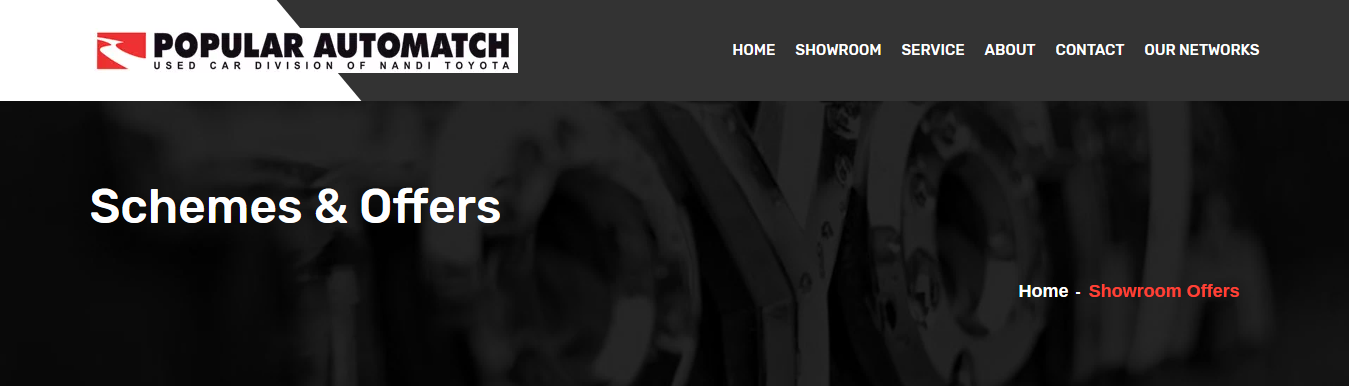 POPULAR AUTOMATCH
USED CAR DIVISION OF NANDI TOYOTA
HOME SHOWROOM SERVICE ABOUT CONTACT OUR NETWORKS
Schemes & Offers
Home - Showroom Offers